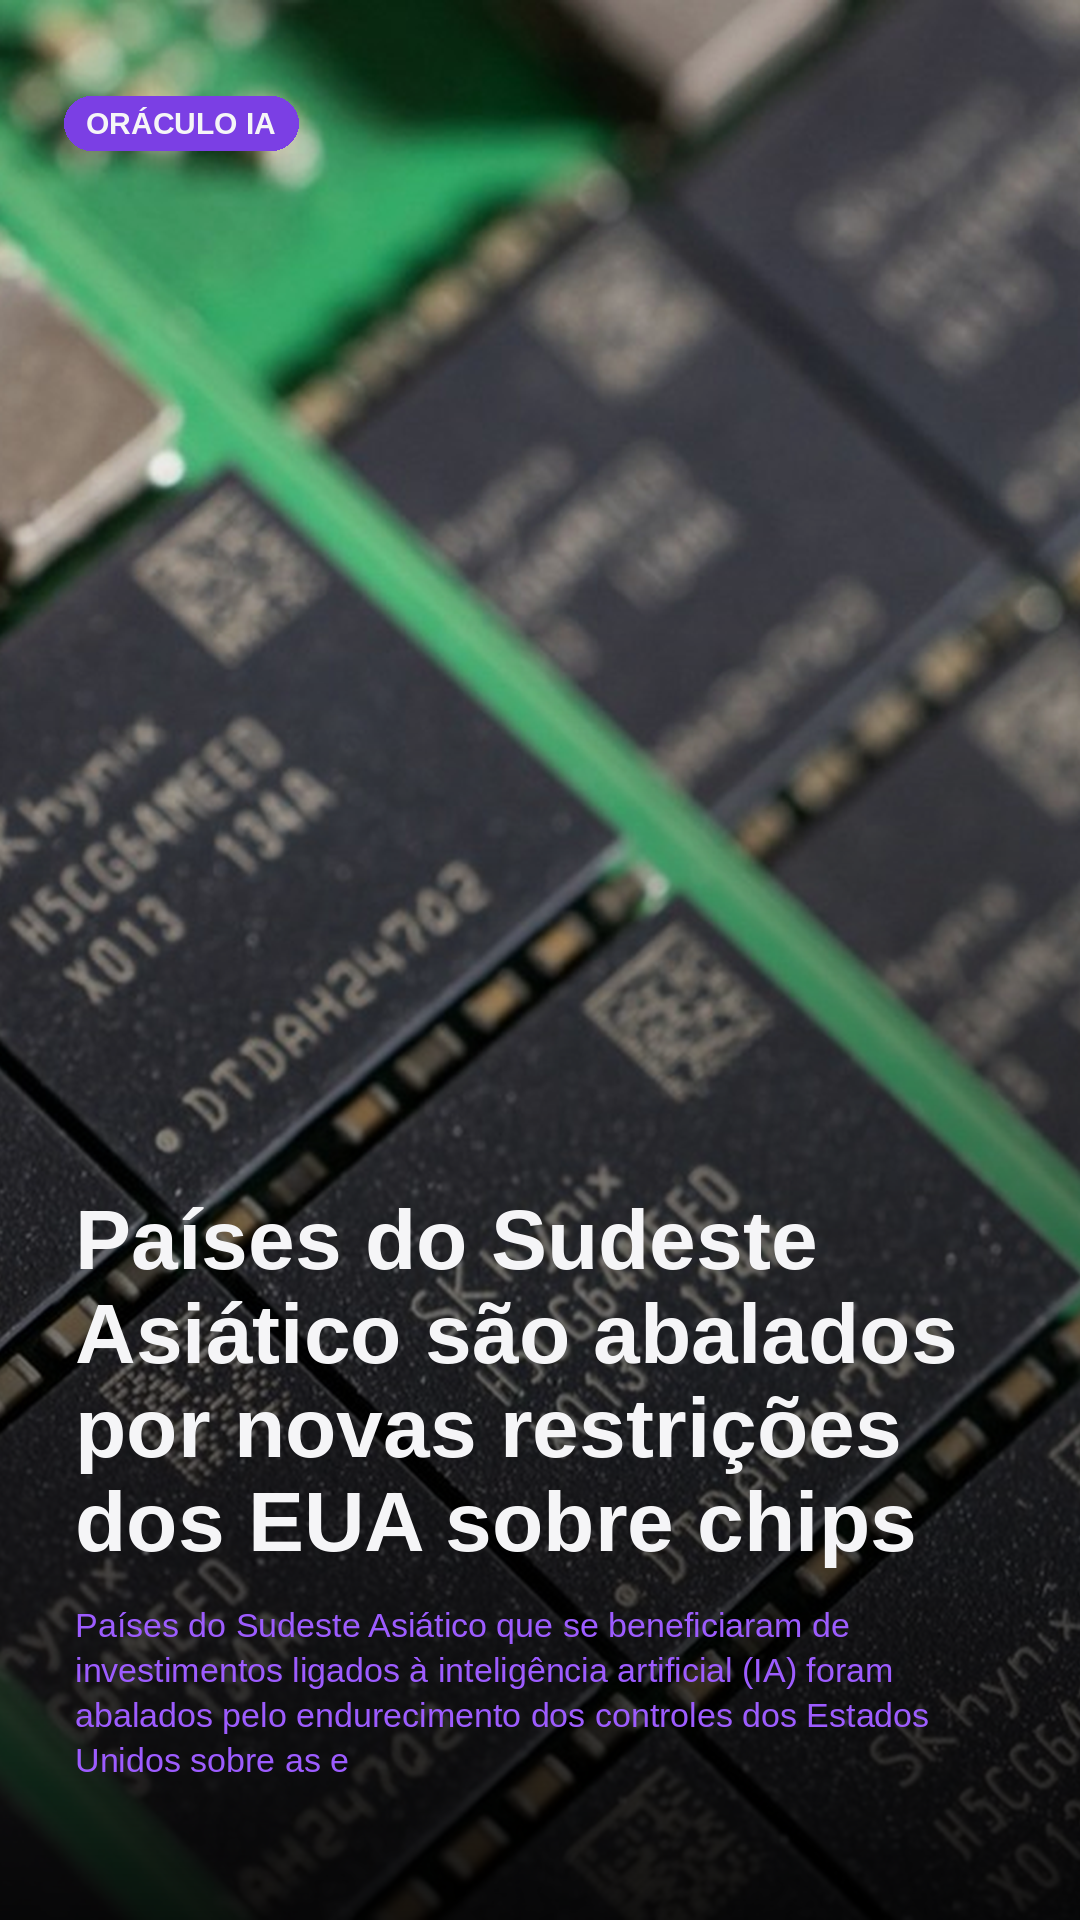 ORÁCULO IA
SKhynix
H5CG64MEED
X013 134A
DTDAH24702
Países do Sudeste
Asiático são abalados
por novas restrições
dos EUA sobre chips
Países do Sudeste Asiático que se beneficiaram de
investimentos ligados à inteligência artificial (IA) foram
abalados pelo endurecimento dos controles dos Estados
Unidos sobre as e